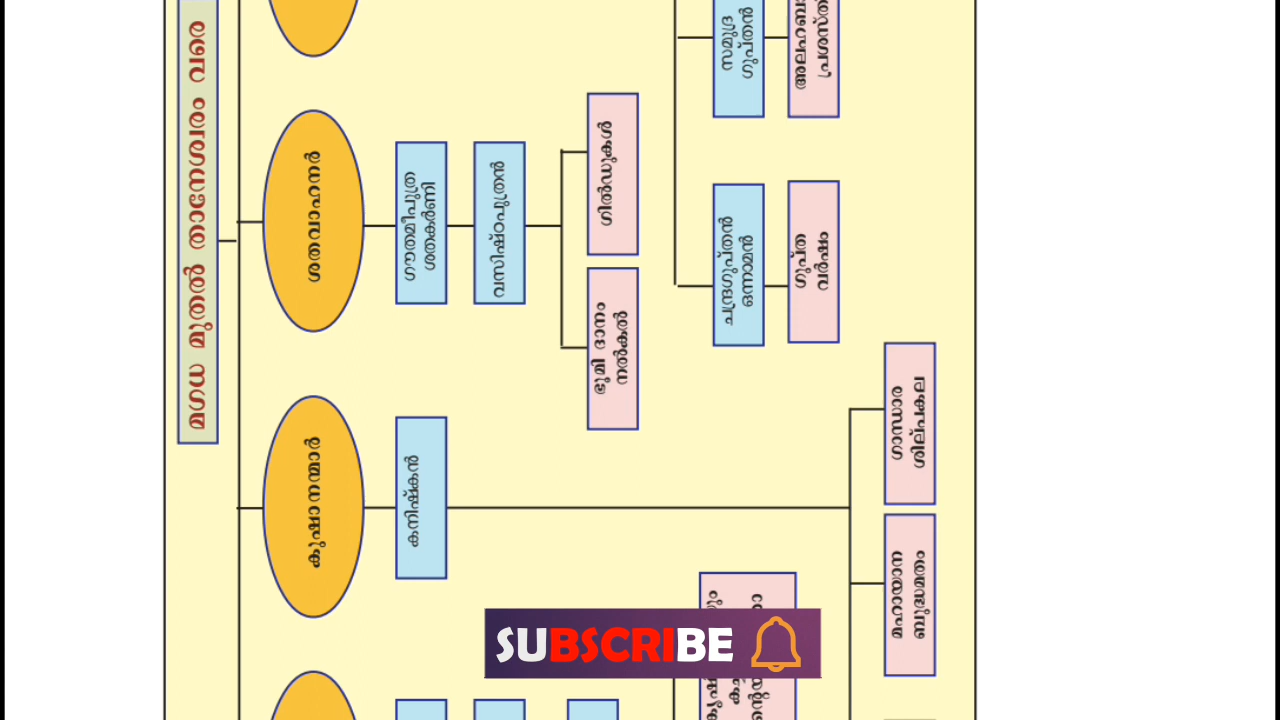 മഗധ മുതൽ താനേശ്വരം വരെ
കുഷാനന്മാർ
ശതവാഹനർ
കനിഷ്കൻ
ഗൗതമീപുത്ര
ശതകർണി
വസിഷ്ഠപുത്രൻ
ഭൂമി ദാനം
നൽകൽ
ഗിൽഡുകൾ
ചന്ദ്രഗുപ്തൻ
ഒന്നാമൻ
ഗുപ്ത
വർഷം
സമുദ്ര
ഗുപ്തൻ
മഹായാന
ബുദ്ധമതം
ഗാന്ധാര
ശില്പകല
SUBSCRIBE